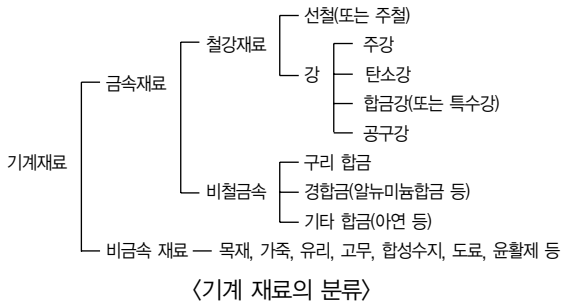 선철(또는 주철)
철강재료
주강
강
탄소강
금속재료
합금강(또는 특수강)
공구강
기계재료
구리 합금
비철금속
경합금(알뉴미늄합금 등)
기타 합금(아연 등)
비금속 재료 — 목재, 가죽, 유리, 고무, 합성수지, 도료, 윤활제 등
〈기계 재료의 분류〉